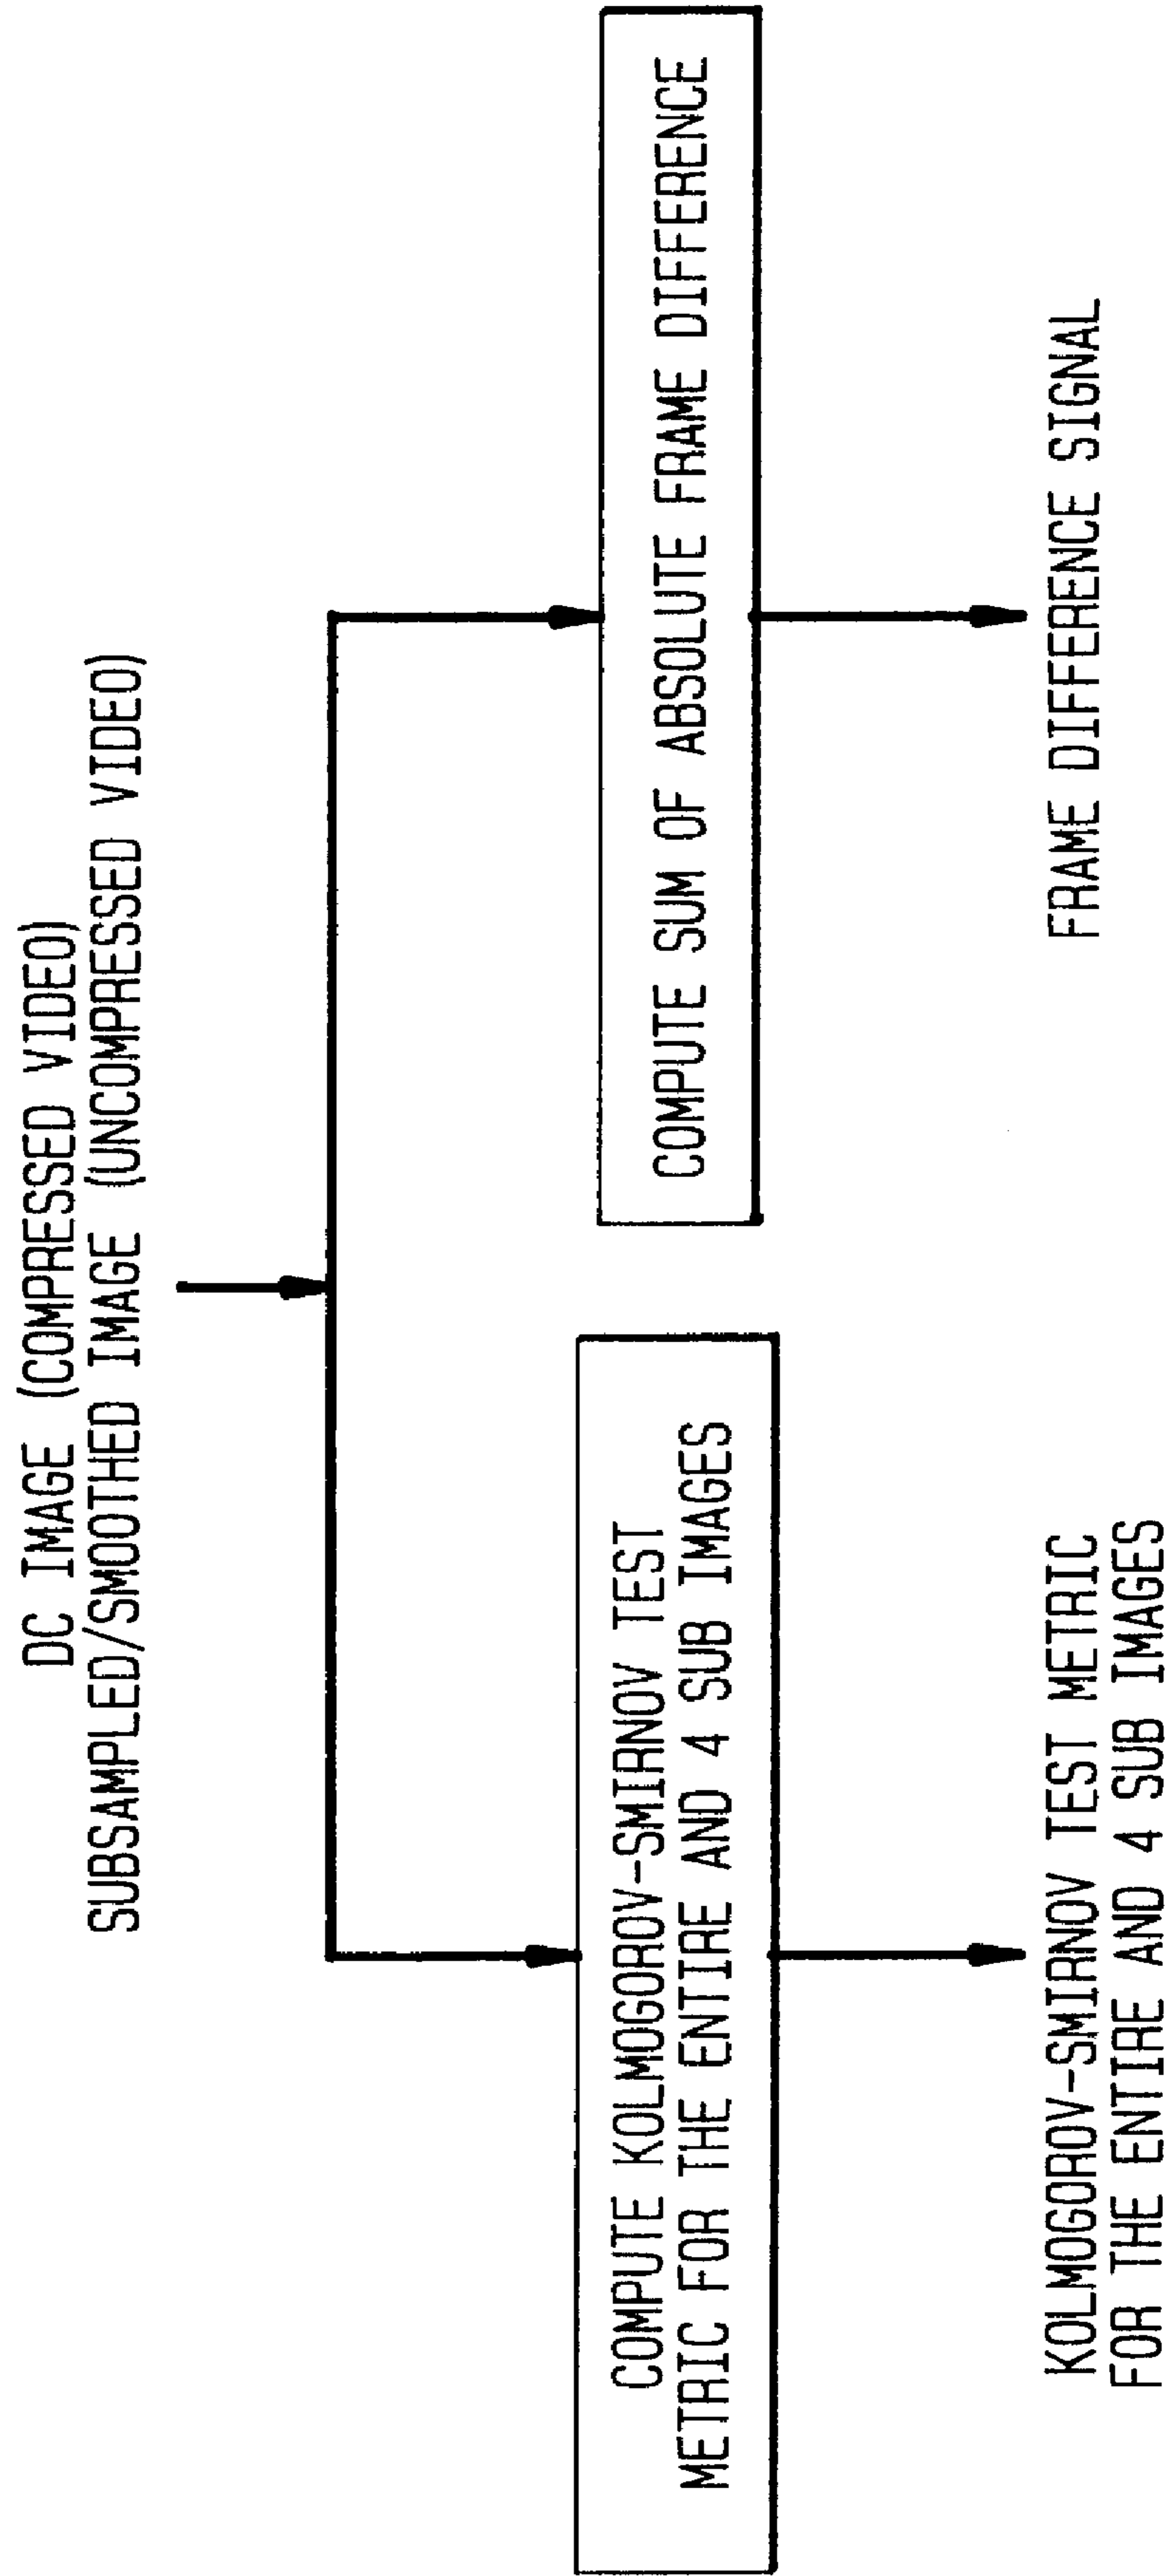 DC IMAGE (COMPRESSED VIDEO)
SUBSAMPLED/SMOOTHED IMAGE (UNCOMPRESSED VIDEO)
COMPUTE KOLMOGOROV-SMIRNOV TEST
METRIC FOR THE ENTIRE AND 4 SUB IMAGES
COMPUTE SUM OF ABSOLUTE FRAME DIFFERENCE
KOLMOGOROV-SMIRNOV TEST METRIC
FOR THE ENTIRE AND 4 SUB IMAGES
FRAME DIFFERENCE SIGNAL